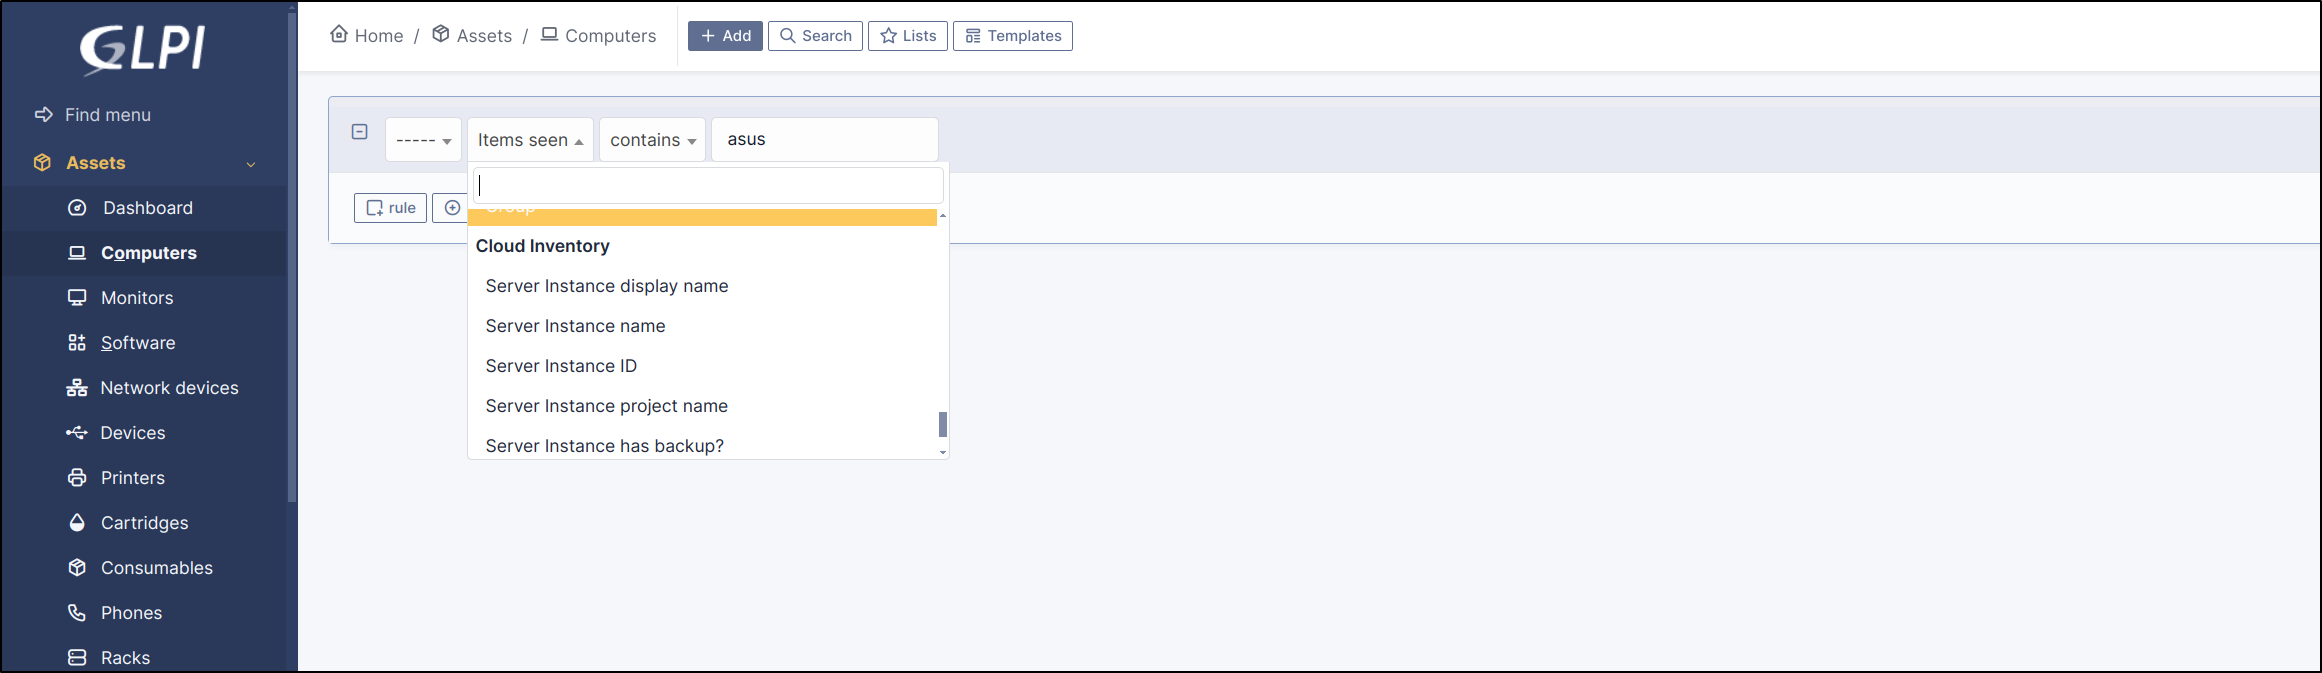 GLPI
Find menu
Assets
Dashboard
Computers
Monitors
Software
Network devices
Devices
Printers
Cartridges
Consumables
Phones
Racks
Home / Assets / Computers
Add Search Lists Templates
----- Items seen contains asus
rule
Group
Cloud Inventory
Server Instance display name
Server Instance name
Server Instance ID
Server Instance project name
Server Instance has backup?